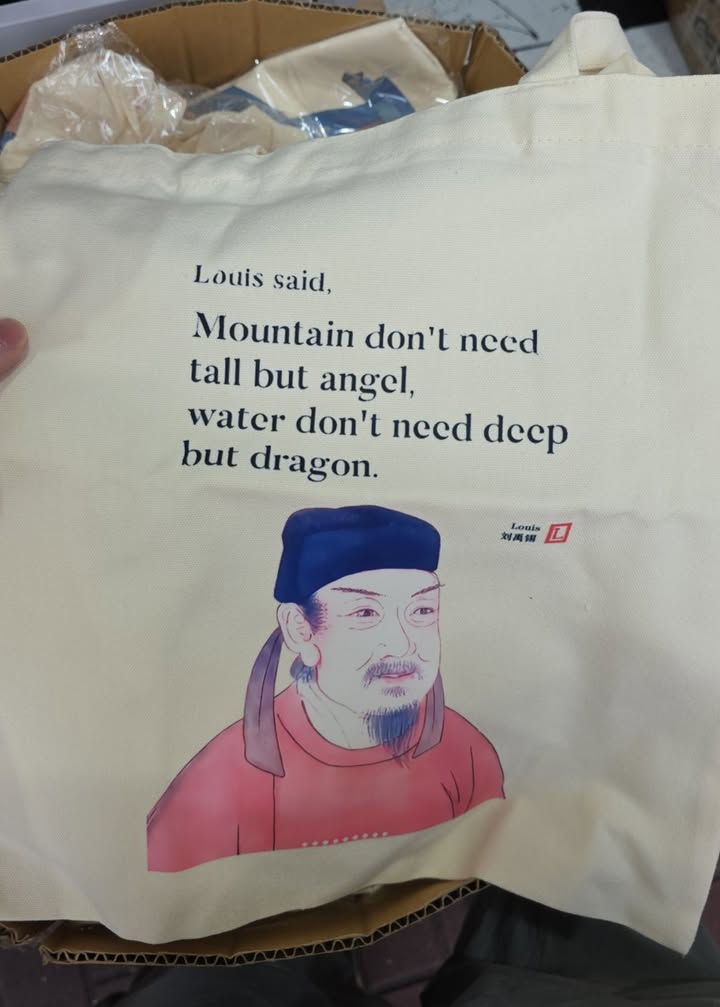 Louis said,
Mountain don't need
tall but angel,
water don't need deep
but dragon.
Louis
刘禹锡
L